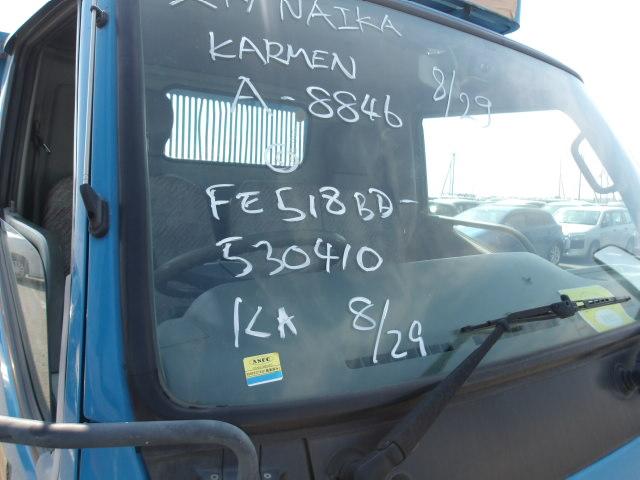 NAIKA
KARMEN
A-8846 8/29
FE518BD-
530410
KA 8/29